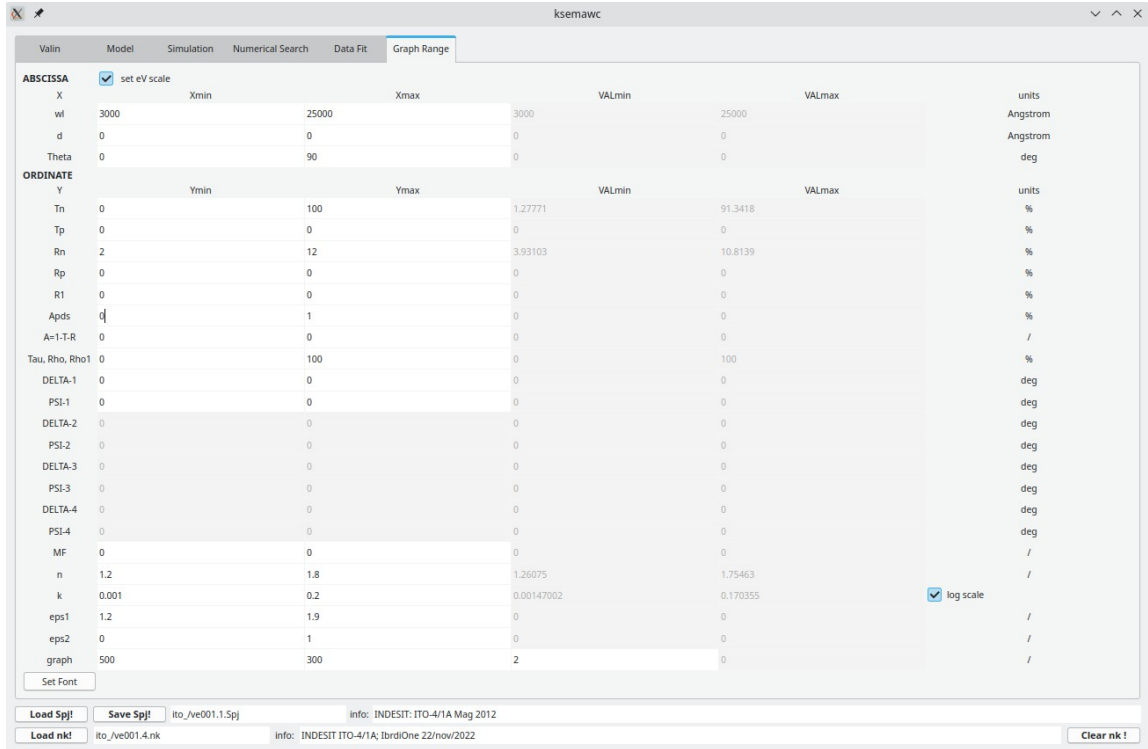 ksemawc
Valin Model Simulation Numerical Search Data Fit Graph Range
ABSCISSA set eV scale
X Xmin Xmax VALmin VALmax units
wl 3000 25000 3000 25000 Angstrom
d 0 0 0 0 Angstrom
Theta 0 90 0 0 deg
ORDINATE
Y Ymin Ymax VALmin VALmax units
Tn 0 100 1.27771 91.3418 %
Tp 0 0 0 0 %
Rn 2 12 3.93103 10.8139 %
Rp 0 0 0 0 %
R1 0 0 0 0 %
Apds 0 1 0 0 %
A=1-T-R 0 0 0 0 /
Tau, Rho, Rho1 0 100 0 100 %
DELTA-1 0 0 0 0 deg
PSI-1 0 0 0 0 deg
DELTA-2 0 0 0 0 deg
PSI-2 0 0 0 0 deg
DELTA-3 0 0 0 0 deg
PSI-3 0 0 0 0 deg
DELTA-4 0 0 0 0 deg
PSI-4 0 0 0 0 deg
MF 0 0 0 0 /
n 1.2 1.8 1.26075 1.75463 /
k 0.001 0.2 0.00147002 0.170355 log scale
eps1 1.2 1.9 0 0 /
eps2 0 1 0 0 /
graph 500 300 2 0 /
Set Font
Load Spj! Save Spj! ito_/ve001.1.Spj info: INDESIT: ITO-4/1A Mag 2012
Load nk! ito_/ve001.4.nk info: INDESIT ITO-4/1A; IbrdiOne 22/nov/2022 Clear nk !